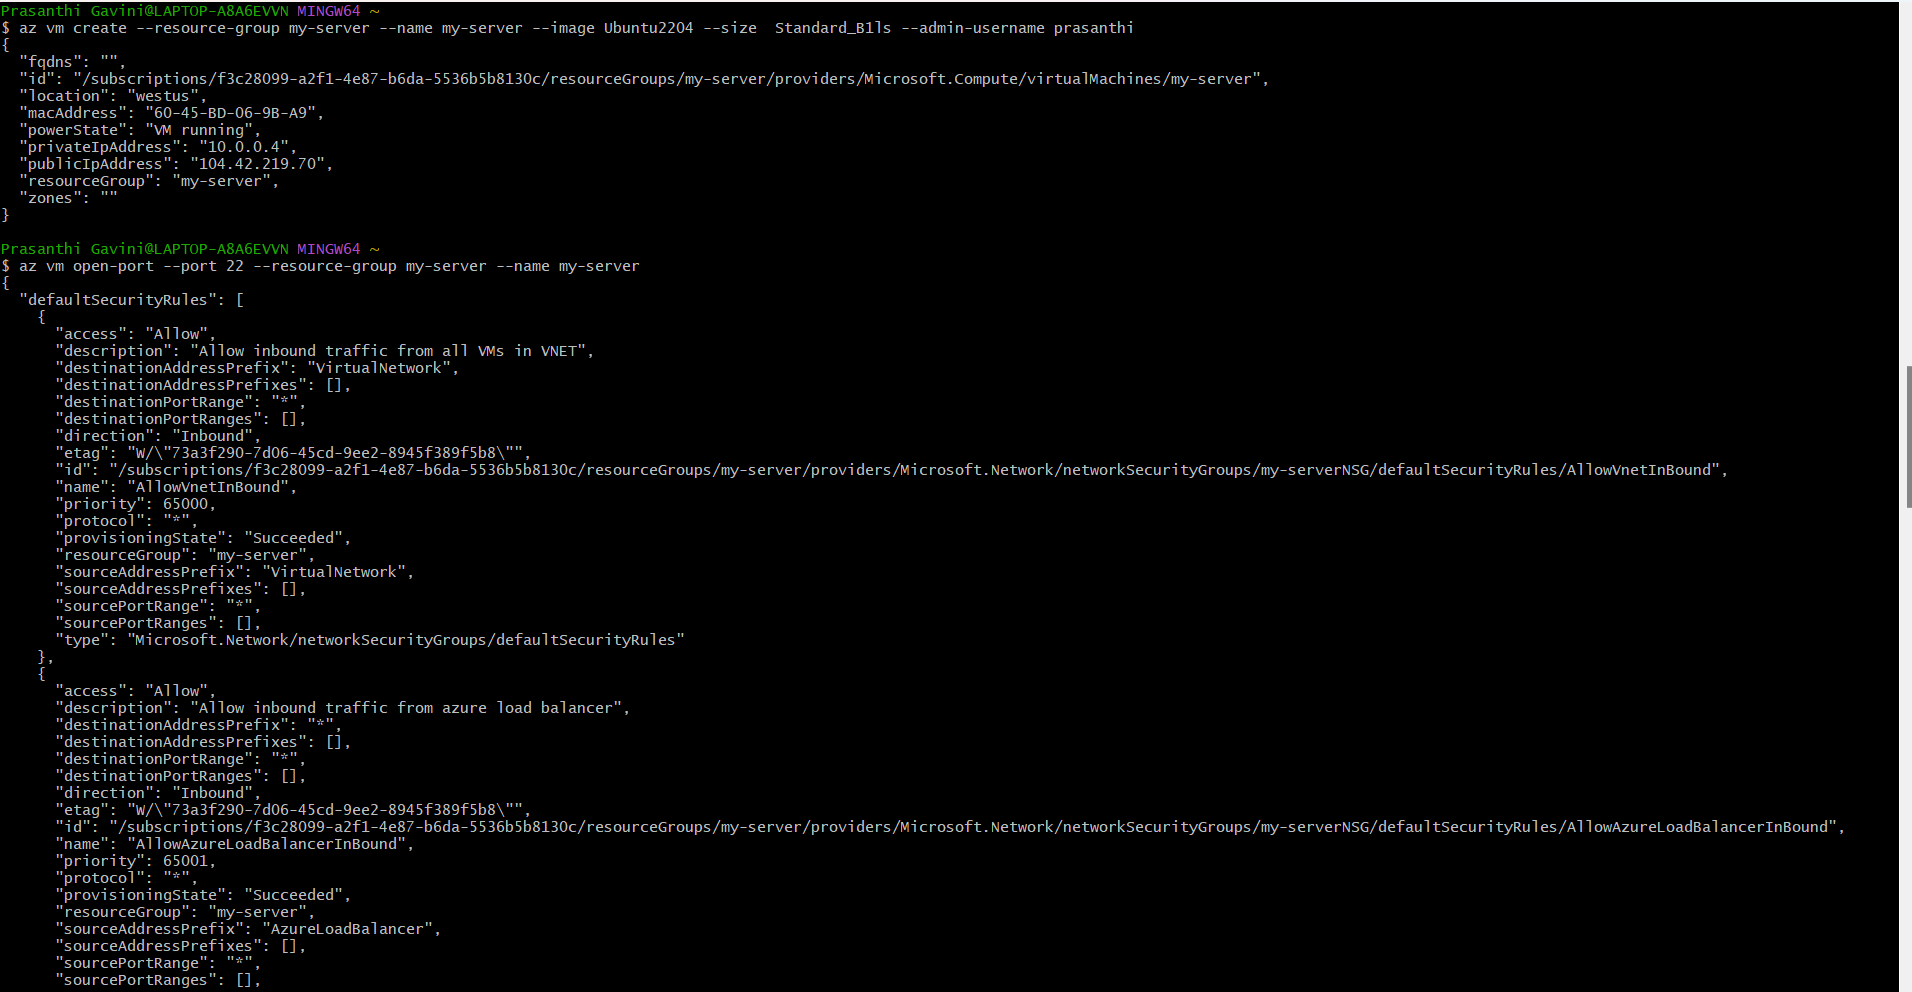 Prasanthi Gavini@LAPTOP-A8A6EVVN MINGW64 ~
$ az vm create --resource-group my-server --name my-server --image Ubuntu2204 --size  Standard_B1ls --admin-username prasanthi
{
  "fqdns": "",
  "id": "/subscriptions/f3c28099-a2f1-4e87-b6da-5536b5b8130c/resourceGroups/my-server/providers/Microsoft.Compute/virtualMachines/my-server",
  "location": "westus",
  "macAddress": "60-45-BD-06-9B-A9",
  "powerState": "VM running",
  "privateIpAddress": "10.0.0.4",
  "publicIpAddress": "104.42.219.70",
  "resourceGroup": "my-server",
  "zones": ""
}
Prasanthi Gavini@LAPTOP-A8A6EVVN MINGW64 ~
$ az vm open-port --port 22 --resource-group my-server --name my-server
{
  "defaultSecurityRules": [
    {
      "access": "Allow",
      "description": "Allow inbound traffic from all VMs in VNET",
      "destinationAddressPrefix": "VirtualNetwork",
      "destinationAddressPrefixes": [],
      "destinationPortRange": "*",
      "destinationPortRanges": [],
      "direction": "Inbound",
      "etag": "W/\"73a3f290-7d06-45cd-9ee2-8945f389f5b8\"",
      "id": "/subscriptions/f3c28099-a2f1-4e87-b6da-5536b5b8130c/resourceGroups/my-server/providers/Microsoft.Network/networkSecurityGroups/my-serverNSG/defaultSecurityRules/AllowVnetInBound",
      "name": "AllowVnetInBound",
      "priority": 65000,
      "protocol": "*",
      "provisioningState": "Succeeded",
      "resourceGroup": "my-server",
      "sourceAddressPrefix": "VirtualNetwork",
      "sourceAddressPrefixes": [],
      "sourcePortRange": "*",
      "sourcePortRanges": [],
      "type": "Microsoft.Network/networkSecurityGroups/defaultSecurityRules"
    },
    {
      "access": "Allow",
      "description": "Allow inbound traffic from azure load balancer",
      "destinationAddressPrefix": "*",
      "destinationAddressPrefixes": [],
      "destinationPortRange": "*",
      "destinationPortRanges": [],
      "direction": "Inbound",
      "etag": "W/\"73a3f290-7d06-45cd-9ee2-8945f389f5b8\"",
      "id": "/subscriptions/f3c28099-a2f1-4e87-b6da-5536b5b8130c/resourceGroups/my-server/providers/Microsoft.Network/networkSecurityGroups/my-serverNSG/defaultSecurityRules/AllowAzureLoadBalancerInBound",
      "name": "AllowAzureLoadBalancerInBound",
      "priority": 65001,
      "protocol": "*",
      "provisioningState": "Succeeded",
      "resourceGroup": "my-server",
      "sourceAddressPrefix": "AzureLoadBalancer",
      "sourceAddressPrefixes": [],
      "sourcePortRange": "*",
      "sourcePortRanges": [],